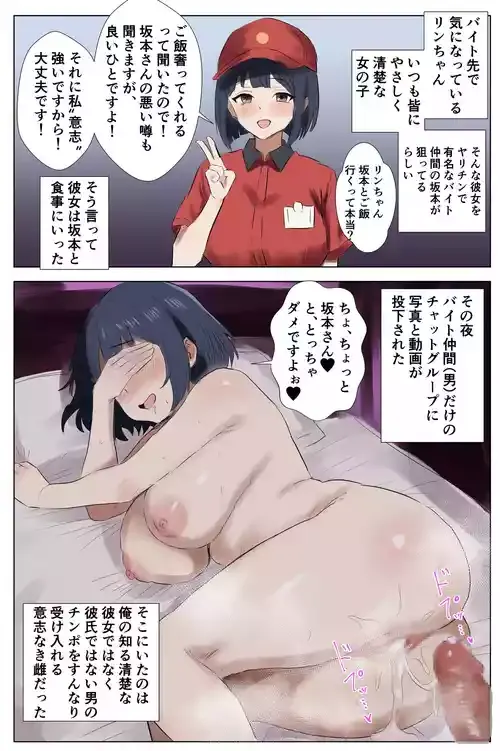 バイト先で
気になっている
リンちゃん
いつも皆に
やさしく
清楚な
女の子
そんな彼女を
ヤリチンで
有名なバイト
仲間の坂本が
狙ってる
らしい
リンちゃん
坂本とご飯
行くって本当?
ご飯奢ってくれる
って聞いたので!
坂本さんの悪い噂も
聞きますが、
良いひとですよ!
それに私“意志”
強いですから!
大丈夫です!
そう言って
彼女は坂本と
食事にいった
その夜
バイト仲間(男)だけの
チャットグループに
写真と動画が
投下された
ちょ、ちょっと
坂本さん♥
と、とっちゃ
ダメですよぉ♥
ドプッ…
ドプッ…
そこにいたのは
俺の知る清楚な
彼女ではなく
彼氏ではない男の
チンポをすんなり
受け入れる
意志なき雌だった